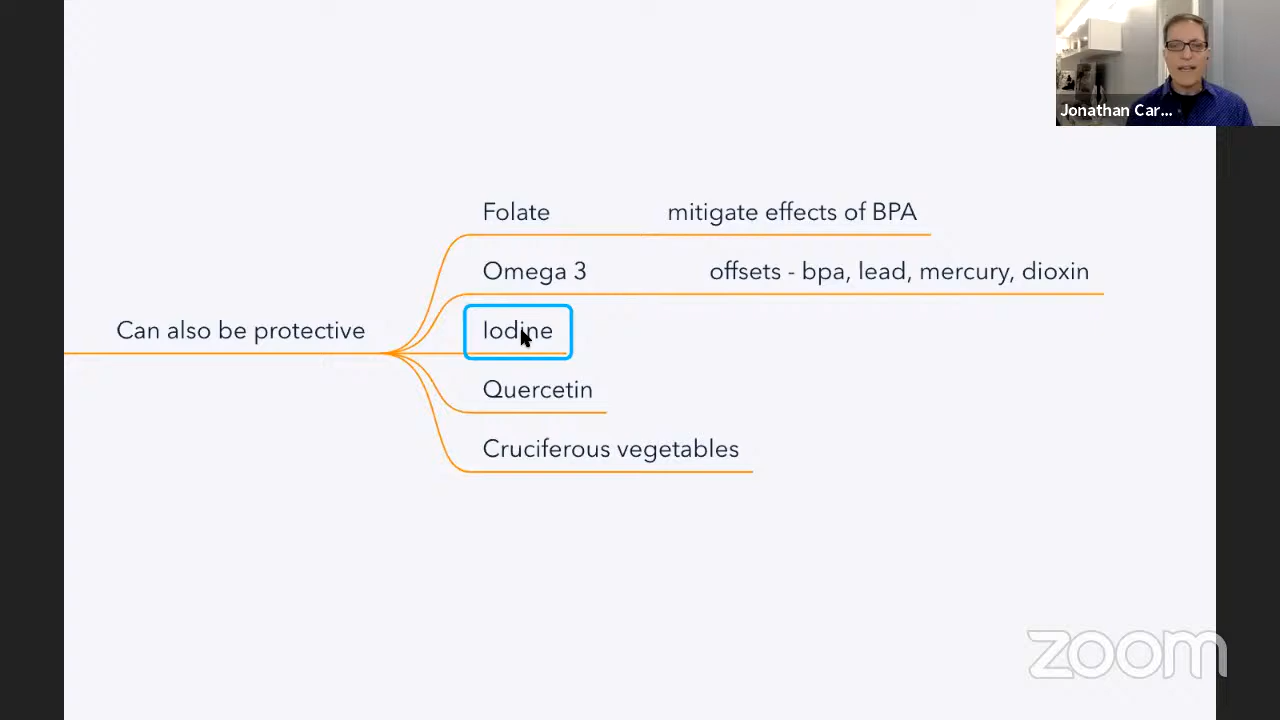 Jonathan Car...
Folate mitigate effects of BPA
Omega 3 offsets - bpa, lead, mercury, dioxin
Can also be protective
Iodine
Quercetin
Cruciferous vegetables
zoom